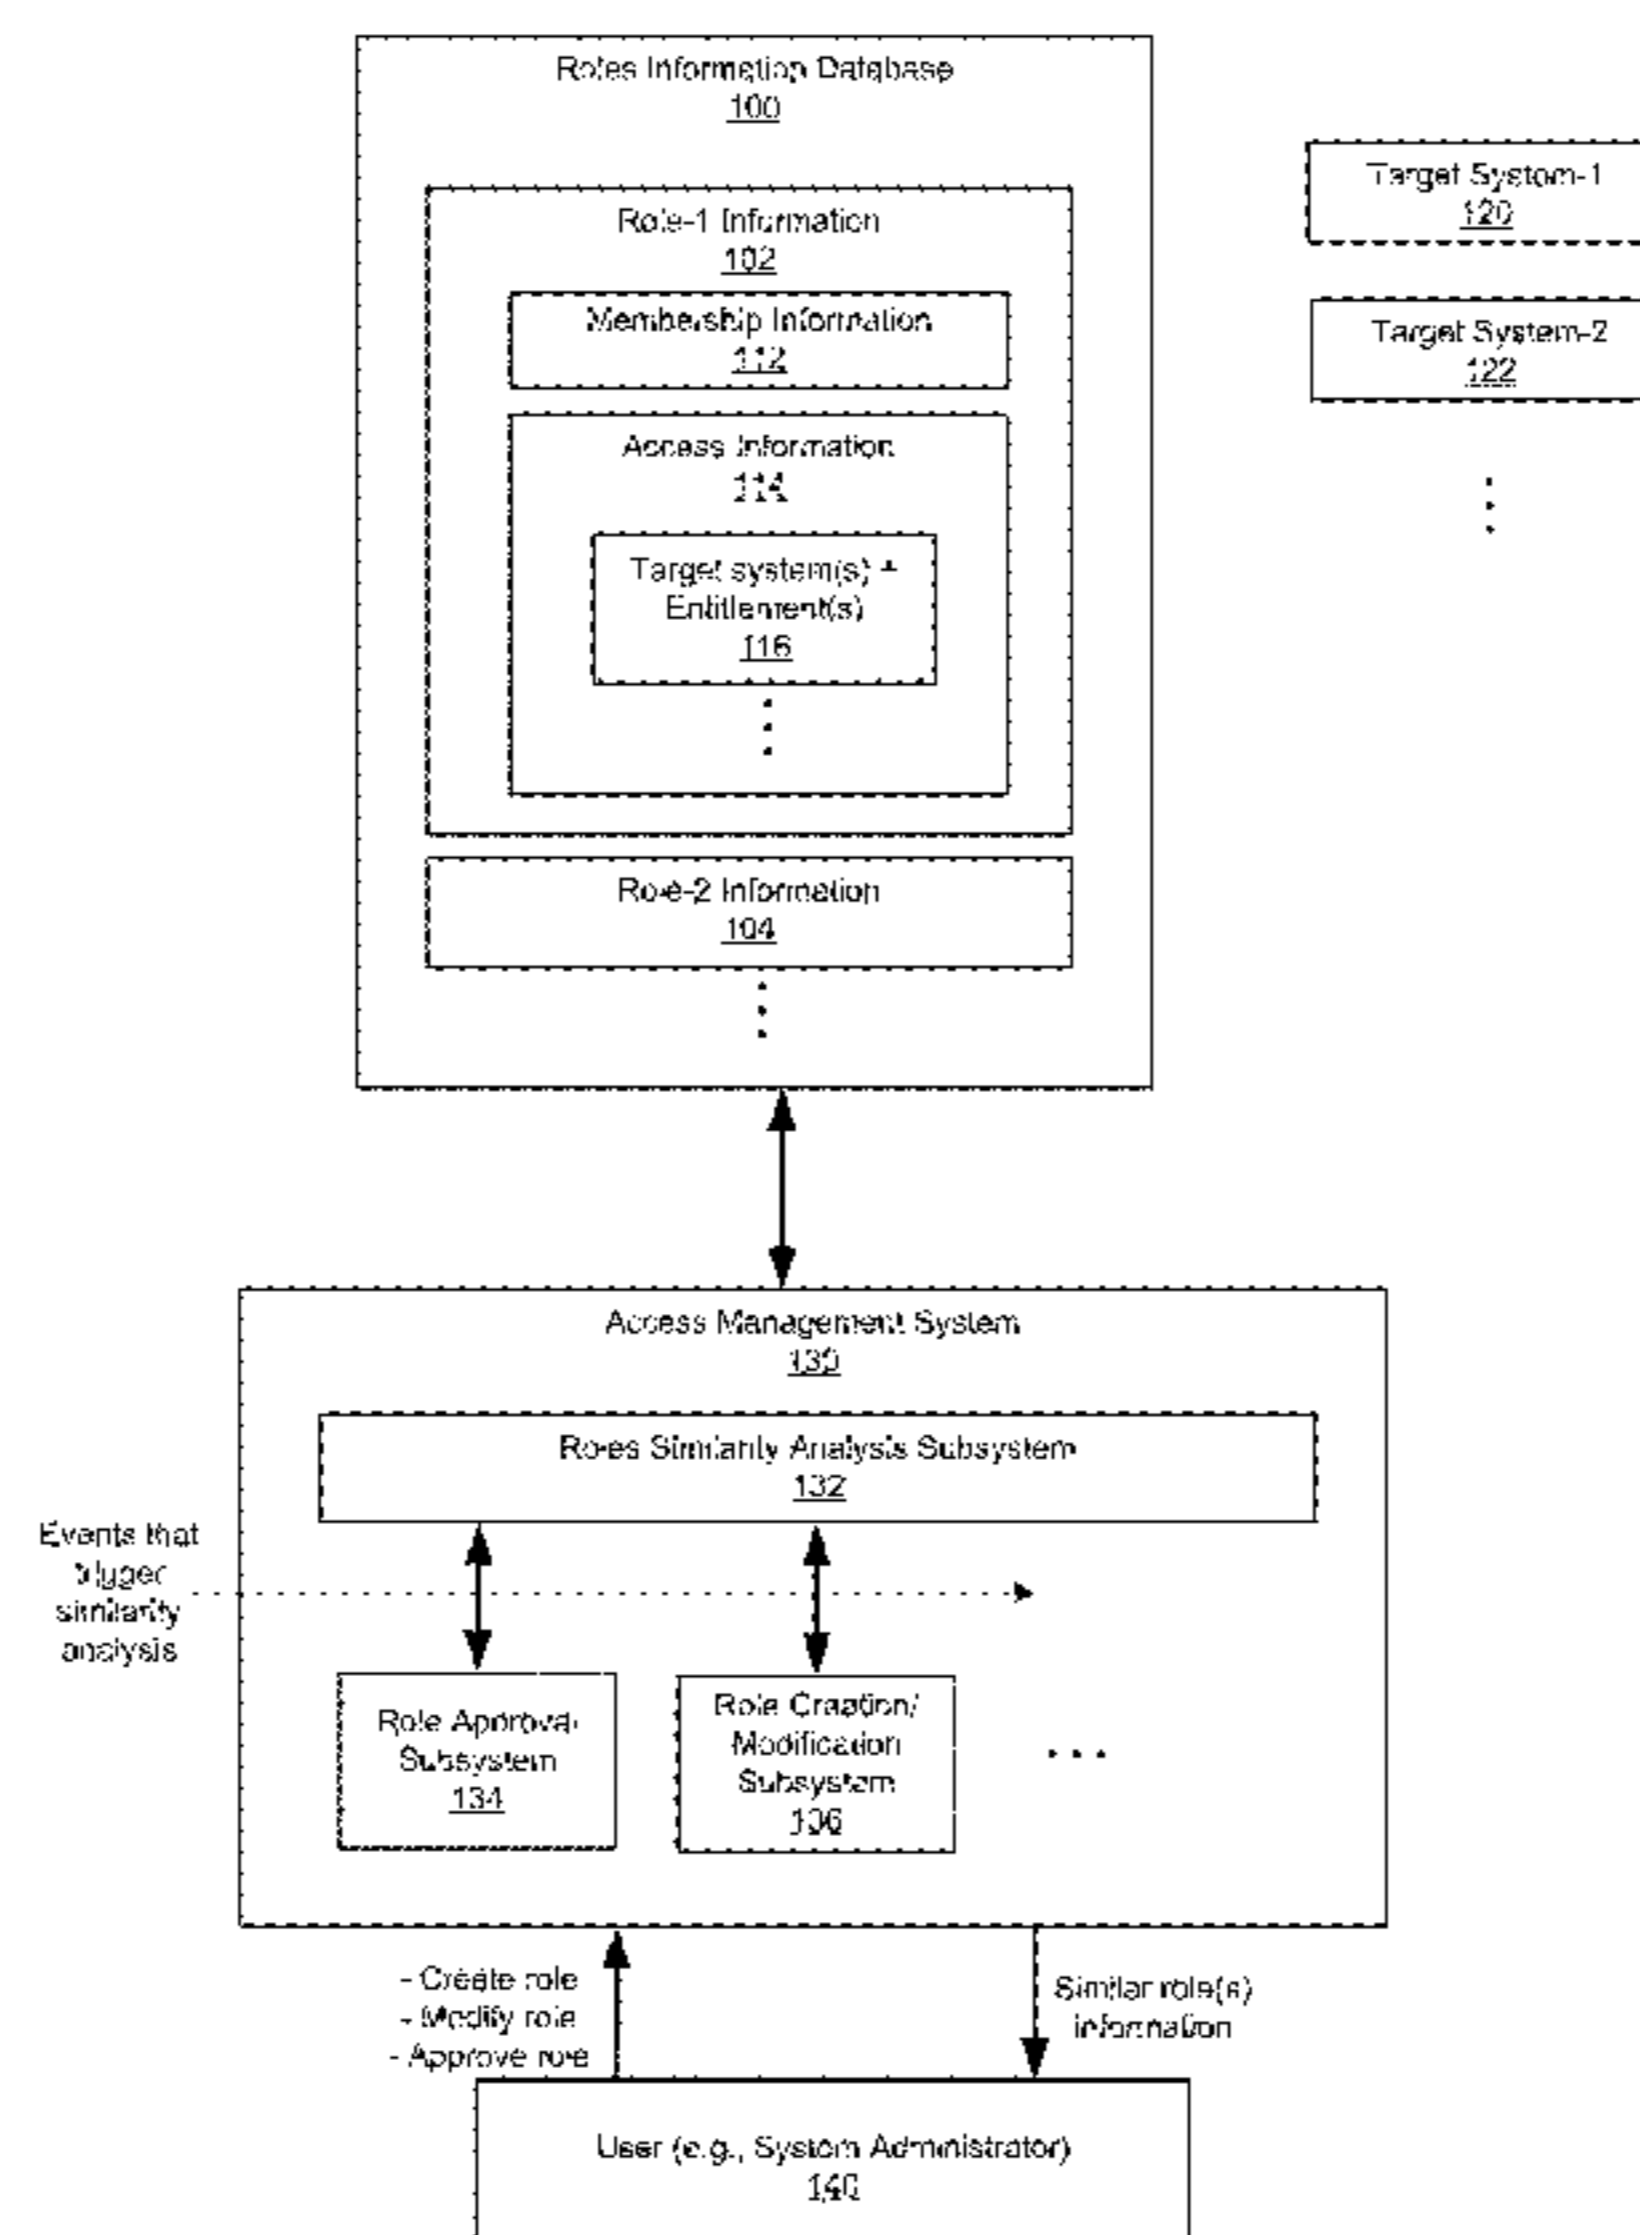 Roles Information Database
100
Role-1 Information
102
Membership Information
112
Access Information
114
Target system(s) +
Entitlement(s)
116
Role-2 Information
104
Target System-1
120
Target System-2
122
Access Management System
130
Roles Similarity Analysis Subsystem
132
Events that
trigger
similarity
analysis
Role Approval
Subsystem
134
Role Creation/
Modification
Subsystem
136
- Create role
- Modify role
- Approve role
Similar role(s)
information
User (e.g., System Administrator)
140